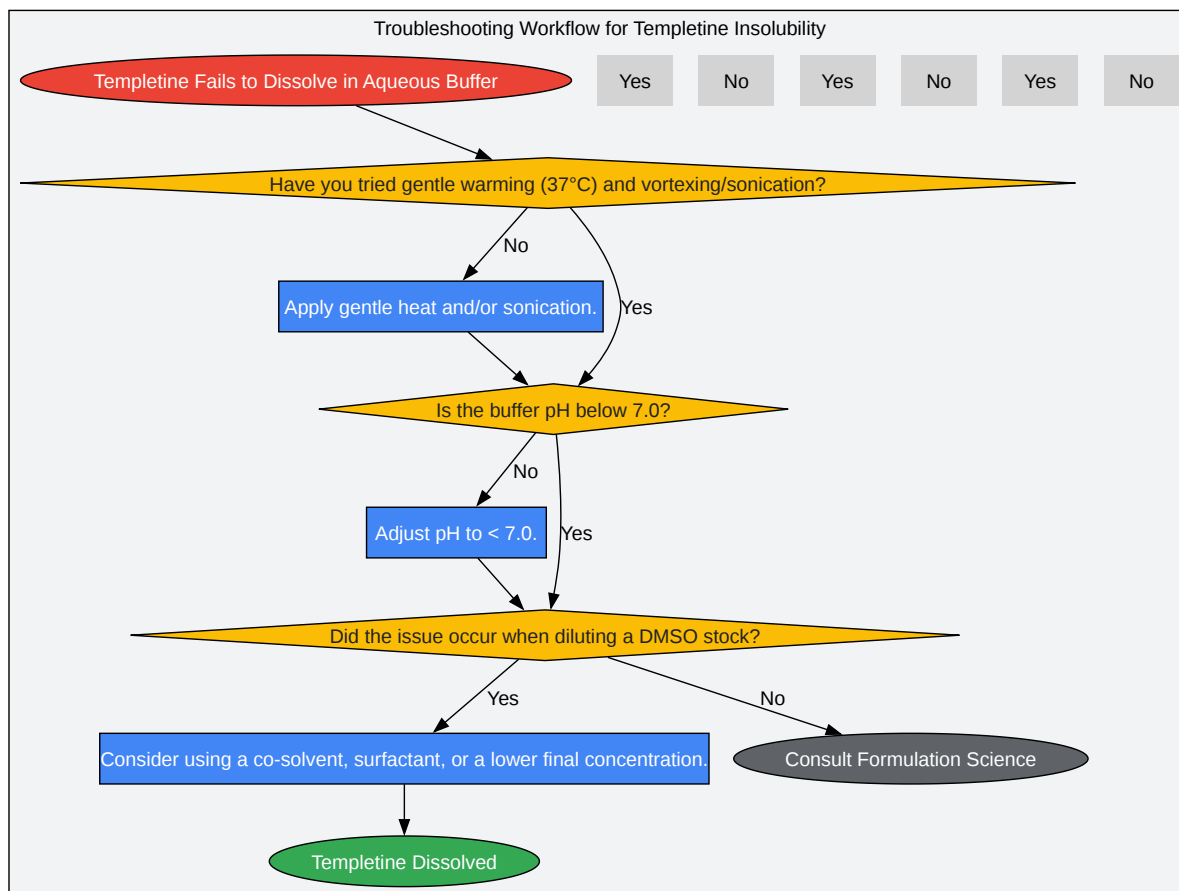 Troubleshooting Workflow for Templetine Insolubility
Templetine Fails to Dissolve in Aqueous Buffer
Yes
No
Yes
No
Yes
No
Have you tried gentle warming (37°C) and vortexing/sonication?
No
Apply gentle heat and/or sonication.
Yes
Is the buffer pH below 7.0?
No
Adjust pH to < 7.0.
Yes
Did the issue occur when diluting a DMSO stock?
Yes
No
Consider using a co-solvent, surfactant, or a lower final concentration.
Consult Formulation Science
Templetine Dissolved